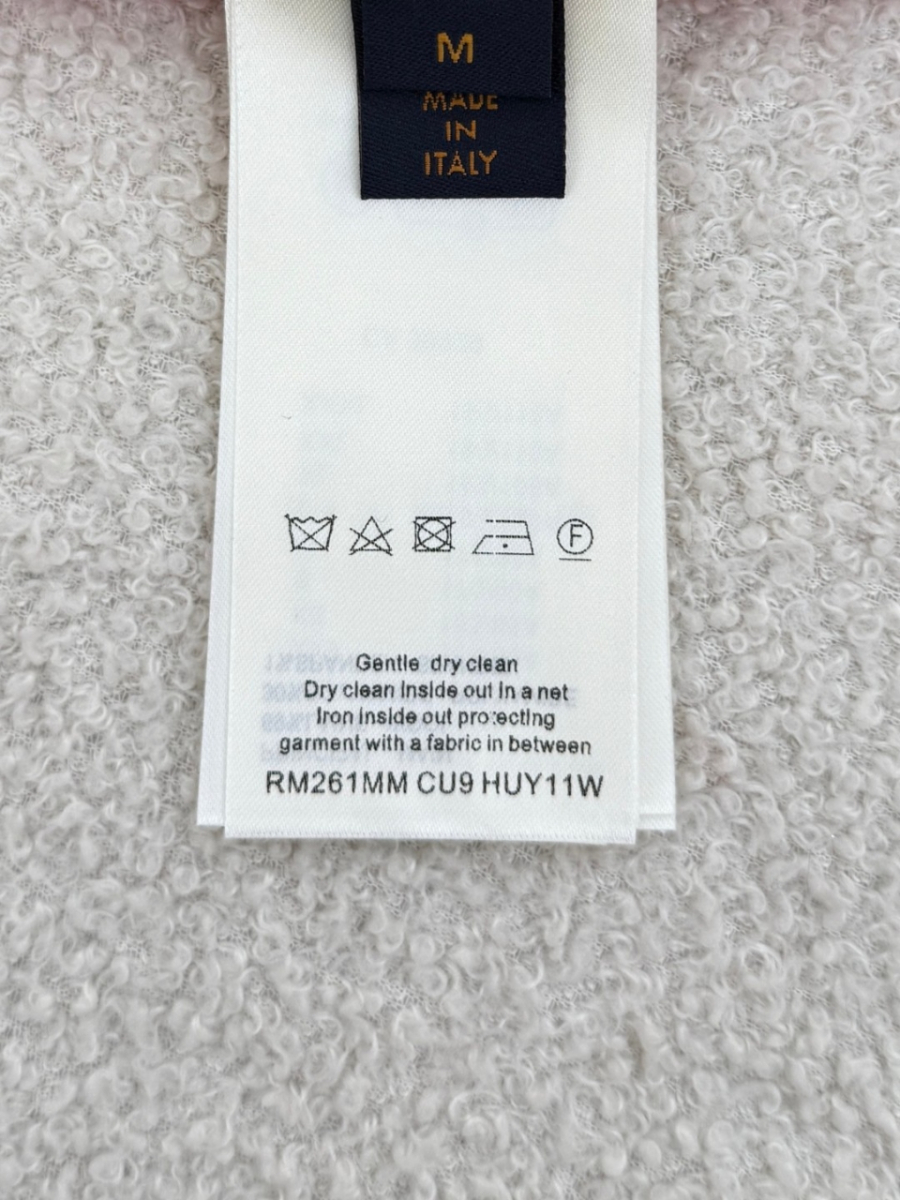 M
MADE
IN
ITALY
F
Gentle dry clean
Dry clean inside out in a net
Iron inside out protecting
garment with a fabric in between
RM261MM CU9 HUY11W